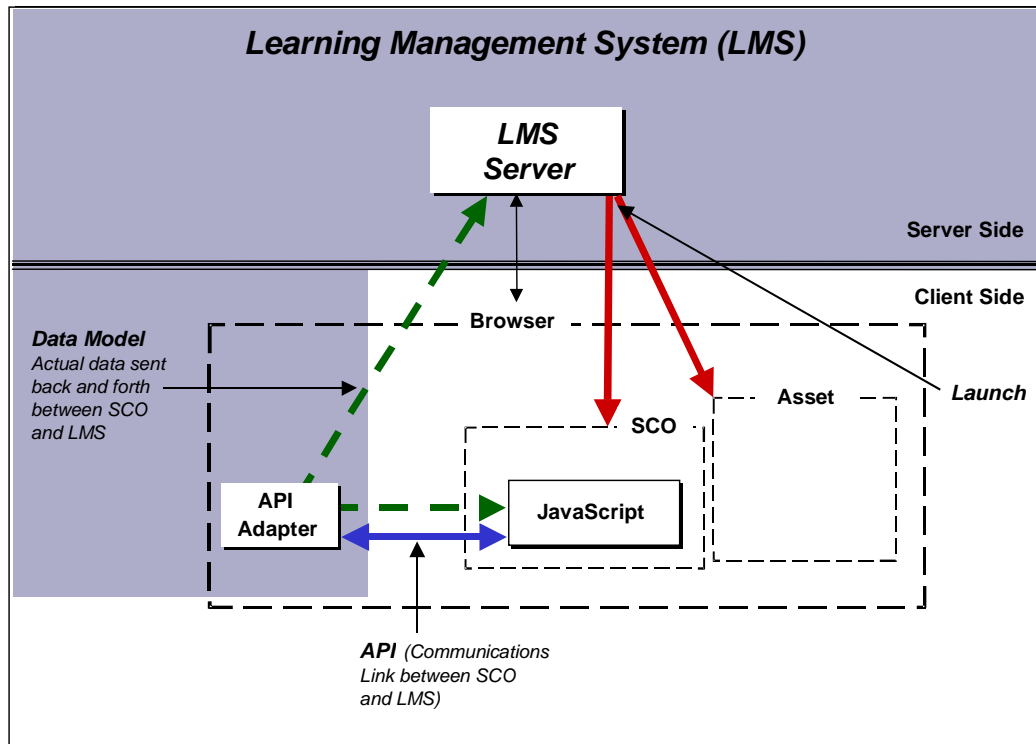 Learning Management System (LMS)
LMS
Server
Server Side
Client Side
Browser
Data Model
Actual data sent
back and forth
between SCO
and LMS
Launch
Asset
SCO
API
Adapter
JavaScript
API (Communications
Link between SCO
and LMS)